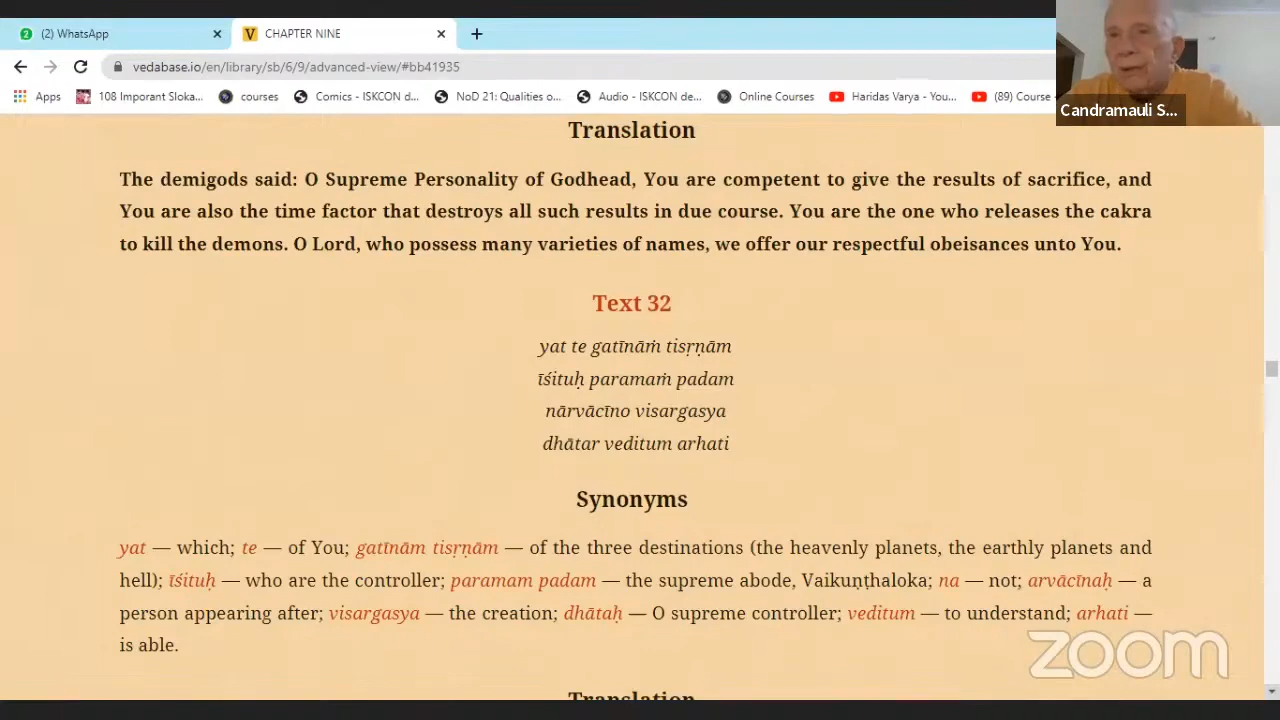 2 (2) WhatsApp × V CHAPTER NINE × +
vedabase.io/en/library/sb/6/9/advanced-view/#bb41935
Apps 108 Imporant Sloka... courses Comics - ISKCON d... NoD 21: Qualities o... Audio - ISKCON de... Online Courses Haridas Varya - You... (89) Course
Candramauli S...
Translation
The demigods said: O Supreme Personality of Godhead, You are competent to give the results of sacrifice, and
You are also the time factor that destroys all such results in due course. You are the one who releases the cakra
to kill the demons. O Lord, who possess many varieties of names, we offer our respectful obeisances unto You.
Text 32
yat te gatīnāṁ tisṛṇām
īśituḥ paramaṁ padam
nārvācīno visargasya
dhātar veditum arhati
Synonyms
yat — which; te — of You; gatīnām tisṛṇām — of the three destinations (the heavenly planets, the earthly planets and
hell); īśituḥ — who are the controller; paramam padam — the supreme abode, Vaikuṇṭhaloka; na — not; arvācīnaḥ — a
person appearing after; visargasya — the creation; dhātaḥ — O supreme controller; veditum — to understand; arhati —
is able.
zoom
Translation